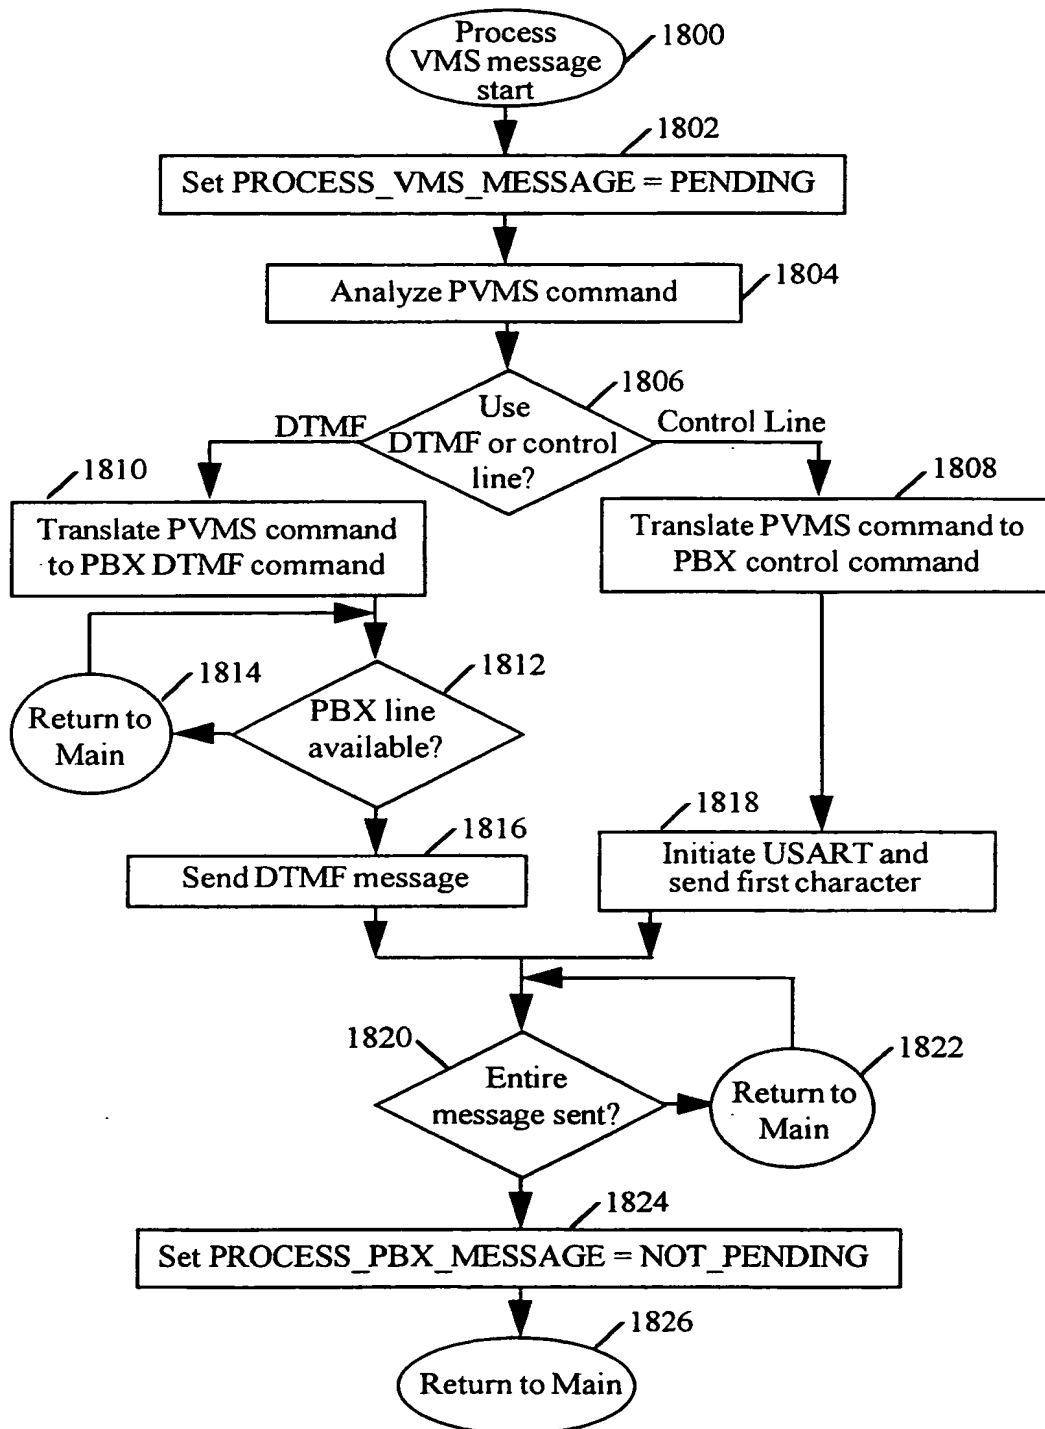 Process
VMS message
start
1800
1802
Set PROCESS_VMS_MESSAGE = PENDING
1804
Analyze PVMS command
1806
Use
DTMF or control
line?
DTMF
Control Line
1810
Translate PVMS command
to PBX DTMF command
1808
Translate PVMS command to
PBX control command
1814
Return to
Main
1812
PBX line
available?
1816
Send DTMF message
1818
Initiate USART and
send first character
1820
Entire
message sent?
1822
Return to
Main
1824
Set PROCESS_PBX_MESSAGE = NOT_PENDING
1826
Return to Main